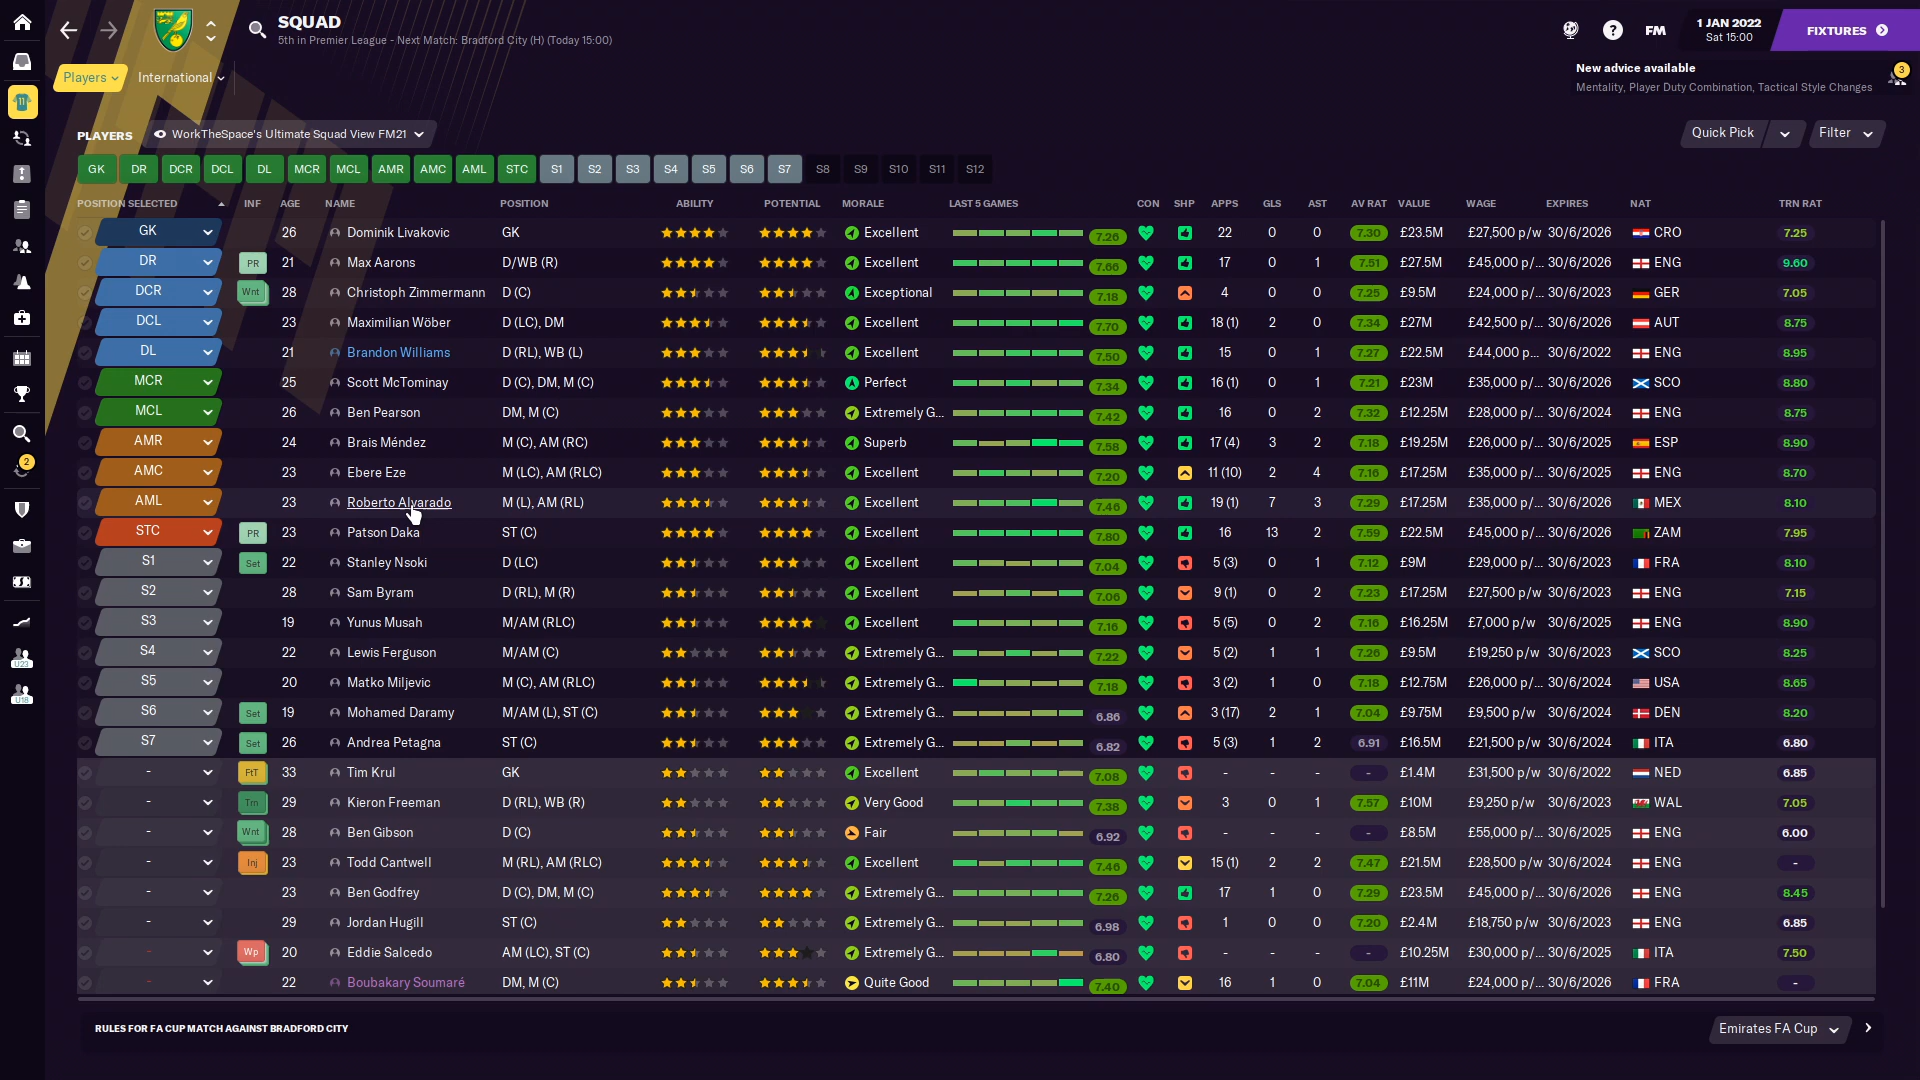 SQUAD
5th in Premier League - Next Match: Bradford City (H) (Today 15:00)
FM
1 JAN 2022
Sat 15:00
FIXTURES
Players
International
New advice available
Mentality, Player Duty Combination, Tactical Style Changes
3
PLAYERS
WorkTheSpace's Ultimate Squad View FM21
Quick Pick
Filter
GK DR DCR DCL DL MCR MCL AMR AMC AML STC S1 S2 S3 S4 S5 S6 S7 S8 S9 S10 S11 S12
POSITION SELECTED INF AGE NAME POSITION ABILITY POTENTIAL MORALE LAST 5 GAMES CON SHP APPS GLS AST AV RAT VALUE WAGE EXPIRES NAT TRN RAT
GK 26 Dominik Livakovic GK Excellent 7.26 22 0 0 7.30 £23.5M £27,500 p/w 30/6/2026 CRO 7.25
DR PR 21 Max Aarons D/WB (R) Excellent 7.66 17 0 1 7.51 £27.5M £45,000 p/... 30/6/2026 ENG 9.60
DCR Wnt 28 Christoph Zimmermann D (C) Exceptional 7.18 4 0 0 7.25 £9.5M £24,000 p/... 30/6/2023 GER 7.05
DCL 23 Maximilian Wöber D (LC), DM Excellent 7.70 18 (1) 2 0 7.34 £27M £42,500 p/... 30/6/2026 AUT 8.75
DL 21 Brandon Williams D (RL), WB (L) Excellent 7.50 15 0 1 7.27 £22.5M £44,000 p... 30/6/2022 ENG 8.95
MCR 25 Scott McTominay D (C), DM, M (C) Perfect 7.34 16 (1) 0 1 7.21 £23M £35,000 p/... 30/6/2026 SCO 8.80
MCL 26 Ben Pearson DM, M (C) Extremely G... 7.42 16 0 2 7.32 £12.25M £28,000 p/... 30/6/2024 ENG 8.75
AMR 24 Brais Méndez M (C), AM (RC) Superb 7.58 17 (4) 3 2 7.18 £19.25M £26,000 p/... 30/6/2025 ESP 8.90
AMC 23 Ebere Eze M (LC), AM (RLC) Excellent 7.20 11 (10) 2 4 7.16 £17.25M £35,000 p/... 30/6/2025 ENG 8.70
AML 23 Roberto Alvarado M (L), AM (RL) Excellent 7.46 19 (1) 7 3 7.29 £17.25M £35,000 p/... 30/6/2025 MEX 8.10
STC PR 23 Patson Daka ST (C) Excellent 7.80 16 13 2 7.59 £22.5M £45,000 p/... 30/6/2026 ZAM 7.95
S1 Set 22 Stanley Nsoki D (LC) Excellent 7.04 5 (3) 0 1 7.12 £9M £29,000 p/... 30/6/2023 FRA 8.10
S2 28 Sam Byram D (RL), M (R) Excellent 7.06 9 (1) 0 2 7.23 £17.25M £27,500 p/w 30/6/2023 ENG 7.15
S3 19 Yunus Musah M/AM (RLC) Excellent 7.16 5 (5) 0 2 7.16 £16.25M £7,000 p/w 30/6/2025 ENG 8.90
S4 22 Lewis Ferguson M/AM (C) Extremely G... 7.22 5 (2) 1 1 7.26 £9.5M £19,250 p/w 30/6/2023 SCO 8.25
S5 20 Matko Miljevic M (C), AM (RLC) Extremely G... 7.18 3 (2) 1 0 7.18 £12.75M £26,000 p/... 30/6/2024 USA 8.65
S6 Set 19 Mohamed Daramy M/AM (L), ST (C) Extremely G... 6.86 3 (17) 2 1 7.04 £9.75M £9,500 p/w 30/6/2024 DEN 8.20
S7 Set 26 Andrea Petagna ST (C) Extremely G... 6.82 5 (3) 1 2 6.91 £16.5M £21,500 p/w 30/6/2024 ITA 6.80
- FtT 33 Tim Krul GK Excellent 7.08 - - - - £1.4M £31,500 p/w 30/6/2022 NED 6.85
- Trn 29 Kieron Freeman D (RL), WB (R) Very Good 7.38 3 0 1 7.57 £10M £9,250 p/w 30/6/2023 WAL 7.05
- Wnt 28 Ben Gibson D (C) Fair 6.92 - - - - £8.5M £55,000 p/w 30/6/2025 ENG 6.00
- Inj 23 Todd Cantwell M (RL), AM (RLC) Excellent 7.46 15 (1) 2 2 7.47 £21.5M £28,500 p/w 30/6/2024 ENG -
- 23 Ben Godfrey D (C), DM, M (C) Extremely G... 7.26 17 1 0 7.29 £23.5M £45,000 p/... 30/6/2026 ENG 8.45
- 29 Jordan Hugill ST (C) Extremely G... 6.98 1 0 0 7.20 £2.4M £18,750 p/w 30/6/2023 ENG 6.85
- Wp 20 Eddie Salcedo AM (LC), ST (C) Extremely G... 6.80 - - - - £10.25M £30,000 p/... 30/6/2025 ITA 7.50
- 22 Boubakary Soumaré DM, M (C) Quite Good 7.40 16 1 0 7.04 £11M £24,000 p/... 30/6/2026 FRA -
2
U23
U18
RULES FOR FA CUP MATCH AGAINST BRADFORD CITY
Emirates FA Cup